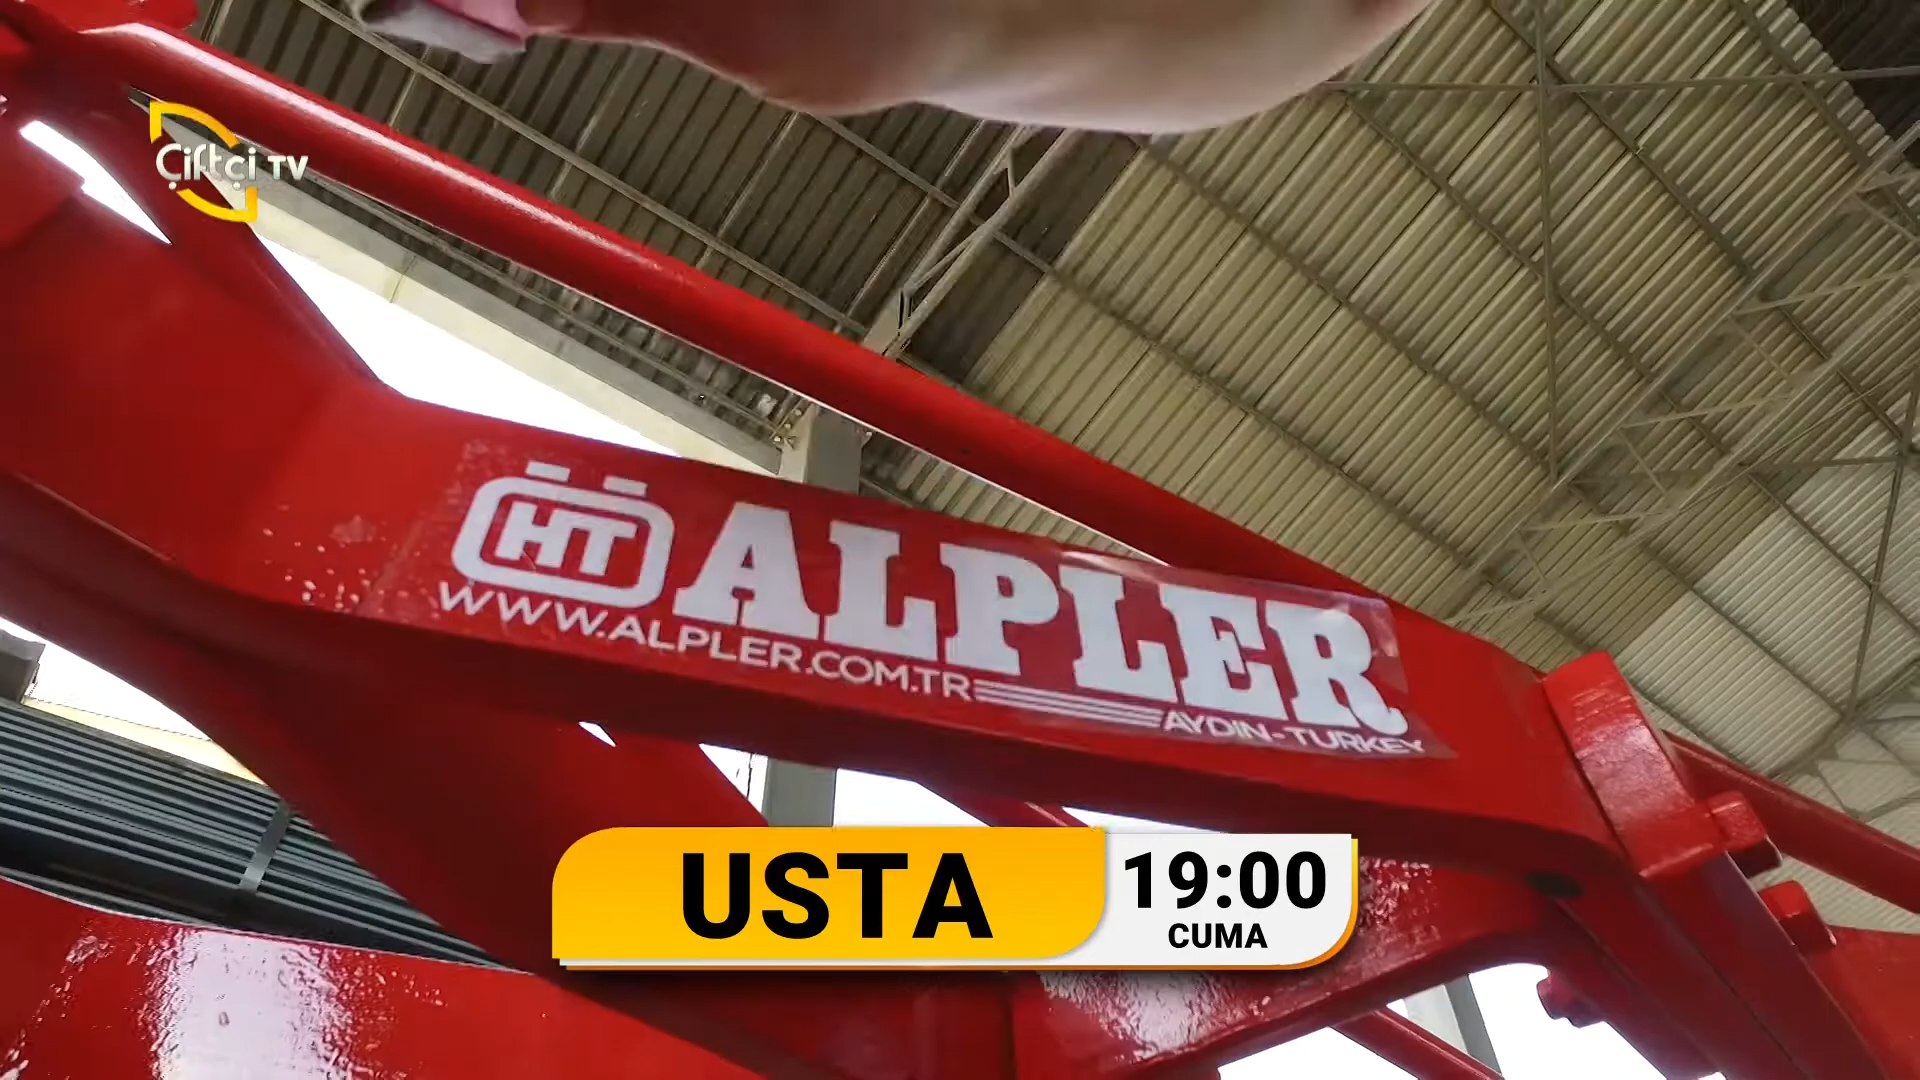 Çiftçi TV
HT ALPLER
WWW.ALPLER.COM.TR
AYDIN-TURKEY
USTA
19:00
CUMA